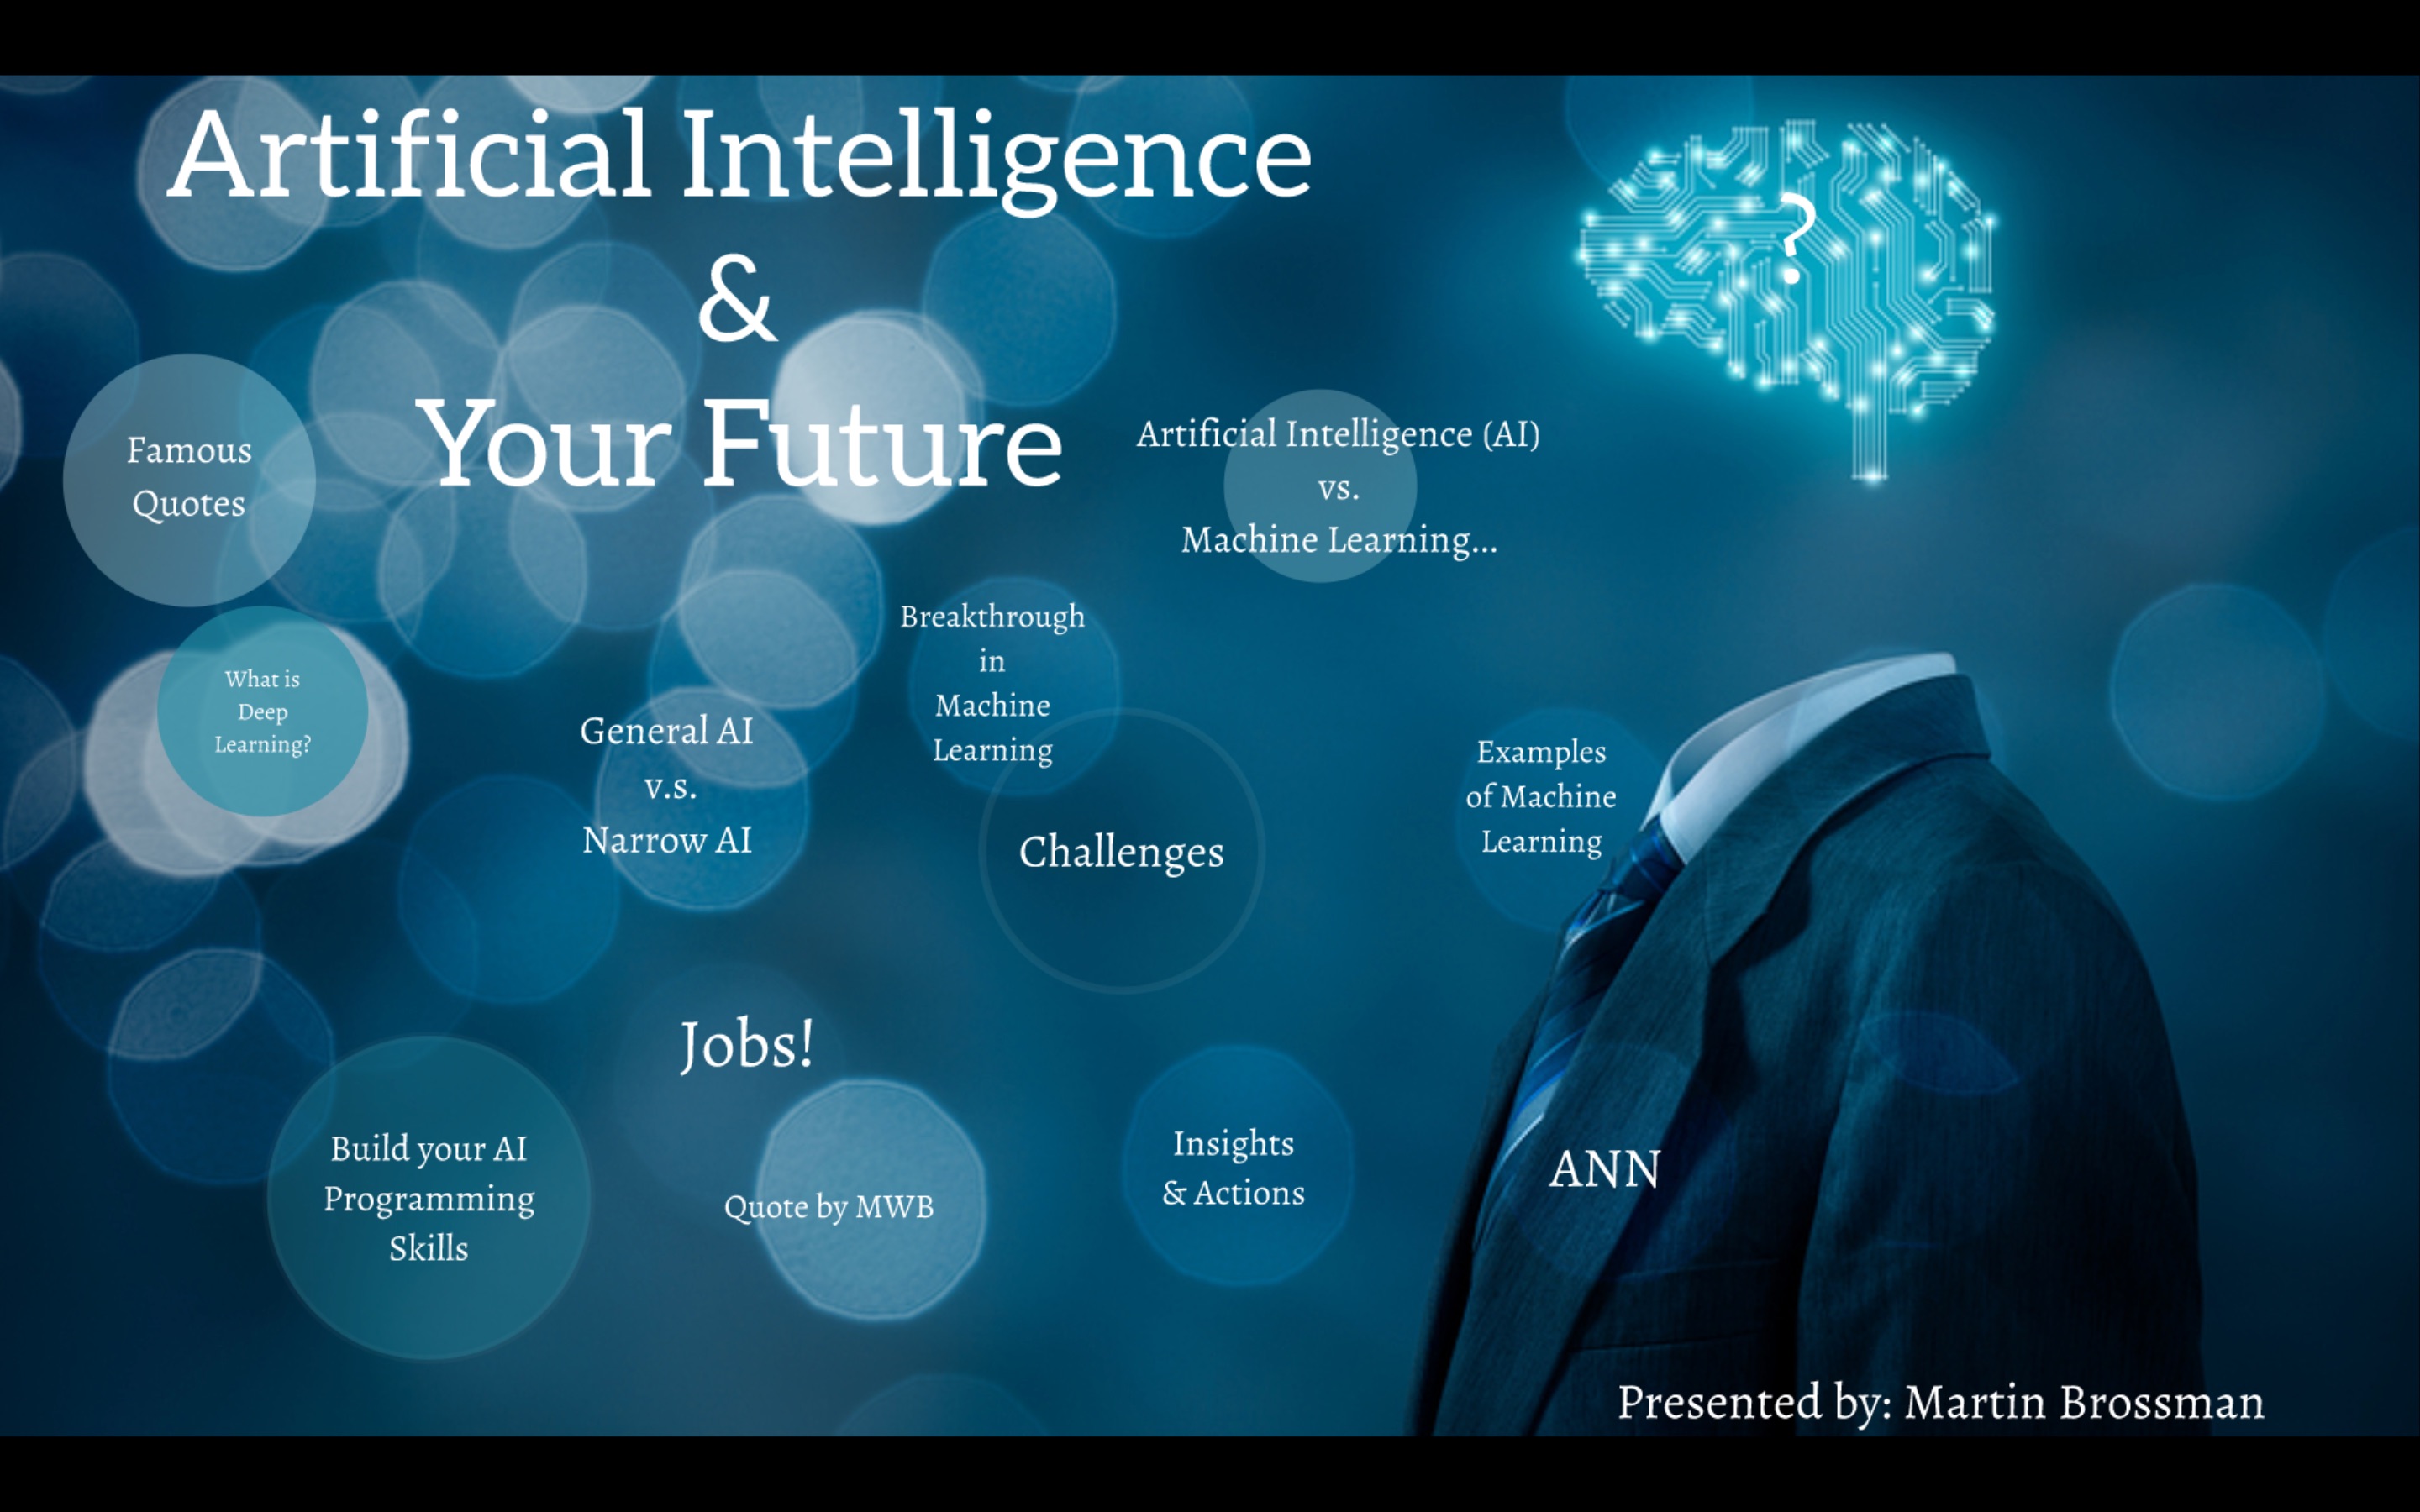 Artificial Intelligence
&
Your Future
?
Famous
Quotes
Artificial Intelligence (AI)
vs.
Machine Learning...
What is
Deep
Learning?
General AI
v.s.
Narrow AI
Breakthrough
in
Machine
Learning
Challenges
Examples
of Machine
Learning
Jobs!
Build your AI
Programming
Skills
Quote by MWB
Insights
& Actions
ANN
Presented by: Martin Brossman